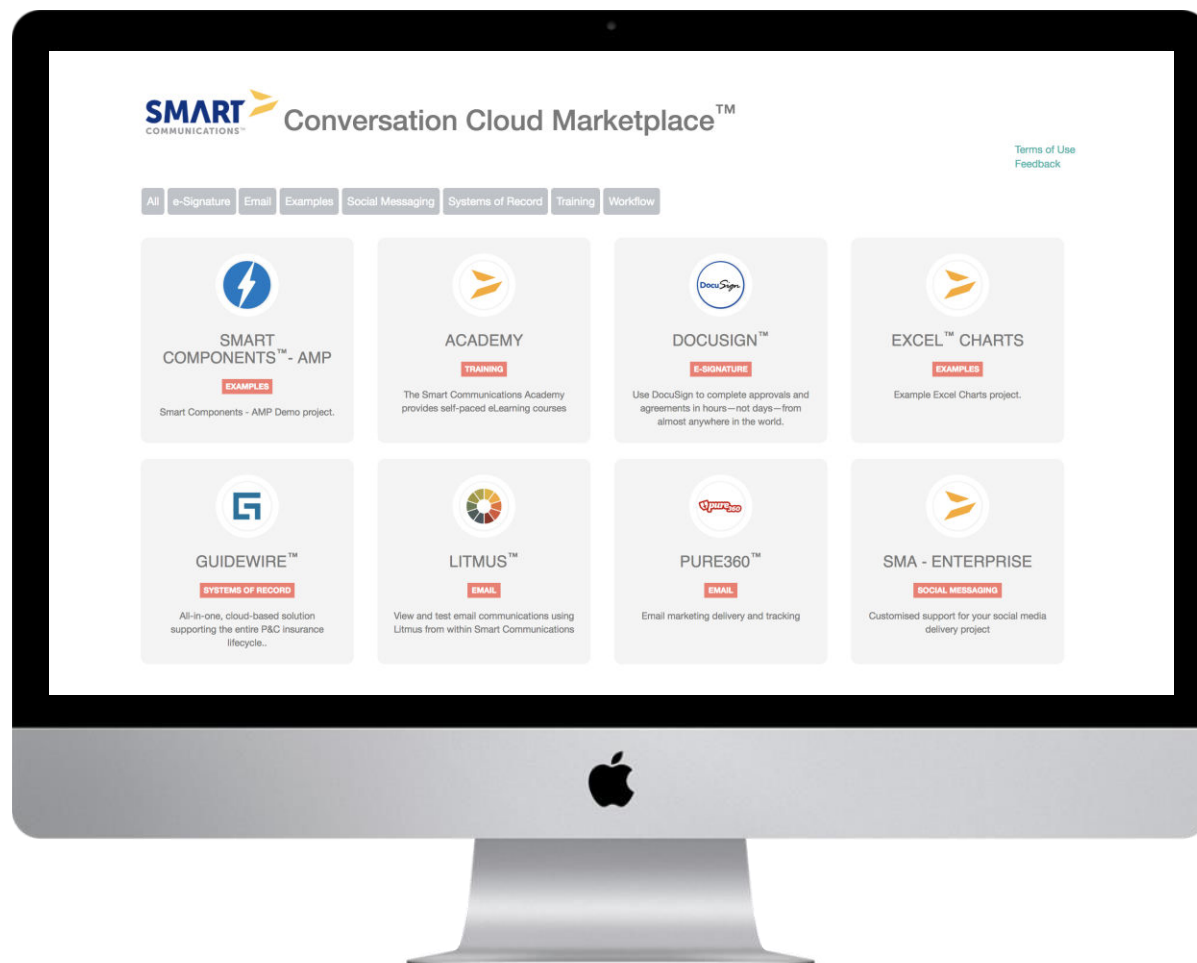 SMART
COMMUNICATIONS™
Conversation Cloud Marketplace™
Terms of Use
Feedback
All
e-Signature
Email
Examples
Social Messaging
Systems of Record
Training
Workflow
SMART
COMPONENTS™- AMP
EXAMPLES
Smart Components - AMP Demo project.
ACADEMY
TRAINING
The Smart Communications Academy
provides self-paced eLearning courses
DocuSign
DOCUSIGN™
E-SIGNATURE
Use DocuSign to complete approvals and
agreements in hours—not days—from
almost anywhere in the world.
EXCEL™ CHARTS
EXAMPLES
Example Excel Charts project.
GUIDEWIRE™
SYSTEMS OF RECORD
All-in-one, cloud-based solution
supporting the entire P&C insurance
lifecycle..
LITMUS™
EMAIL
View and test email communications using
Litmus from within Smart Communications
pure360
PURE360™
EMAIL
Email marketing delivery and tracking
SMA - ENTERPRISE
SOCIAL MESSAGING
Customised support for your social media
delivery project